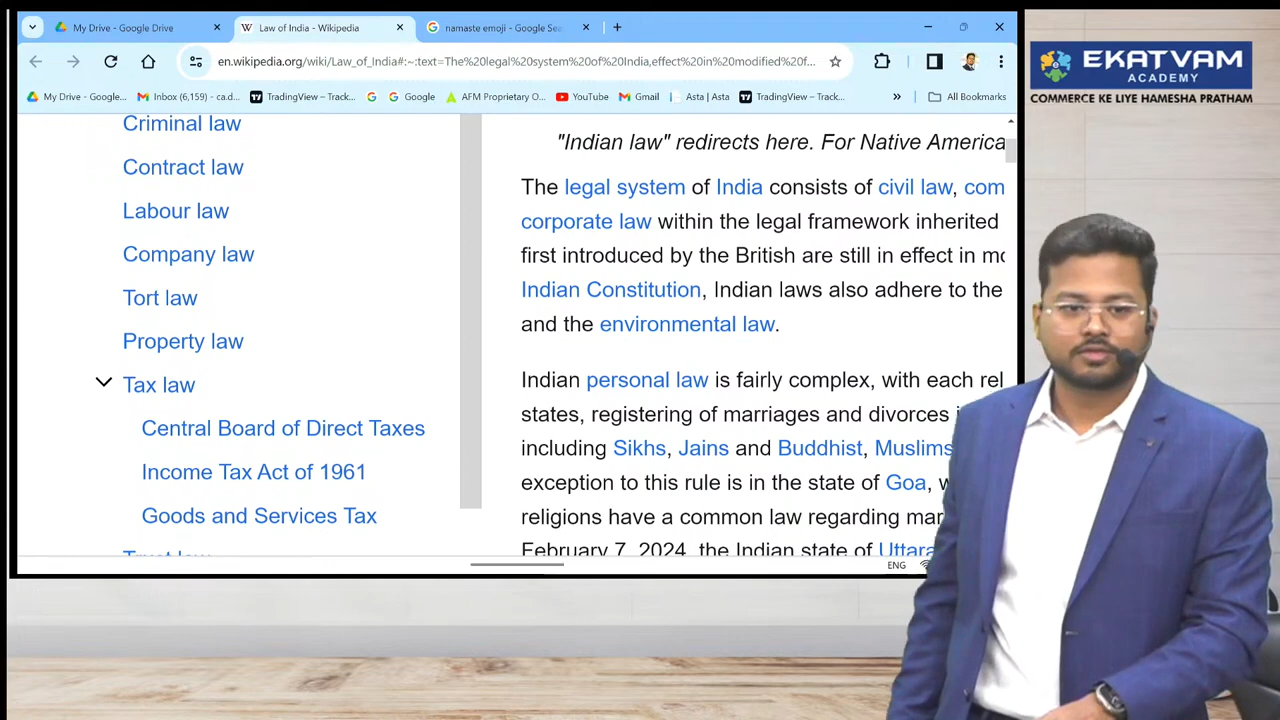 My Drive - Google Drive
Law of India - Wikipedia
namaste emoji - Google Sea
en.wikipedia.org/wiki/Law_of_India#:~:text=The%20legal%20system%20of%20India,effect%20in%20modified%20f...
My Drive - Google...
Inbox (6,159) - ca.d...
TradingView – Track...
Google
AFM Proprietary O...
YouTube
Gmail
Asta | Asta
TradingView – Track...
»
All Bookmarks
EKATVAM
ACADEMY
COMMERCE KE LIYE HAMESHA PRATHAM
Criminal law
Contract law
Labour law
Company law
Tort law
Property law
Tax law
Central Board of Direct Taxes
Income Tax Act of 1961
Goods and Services Tax
Trust law
"Indian law" redirects here. For Native America
The legal system of India consists of civil law, com
corporate law within the legal framework inherited
first introduced by the British are still in effect in mo
Indian Constitution, Indian laws also adhere to the
and the environmental law.
Indian personal law is fairly complex, with each rel
states, registering of marriages and divorces i
including Sikhs, Jains and Buddhist, Muslims
exception to this rule is in the state of Goa, w
religions have a common law regarding mar
February 7, 2024, the Indian state of Uttara
ENG